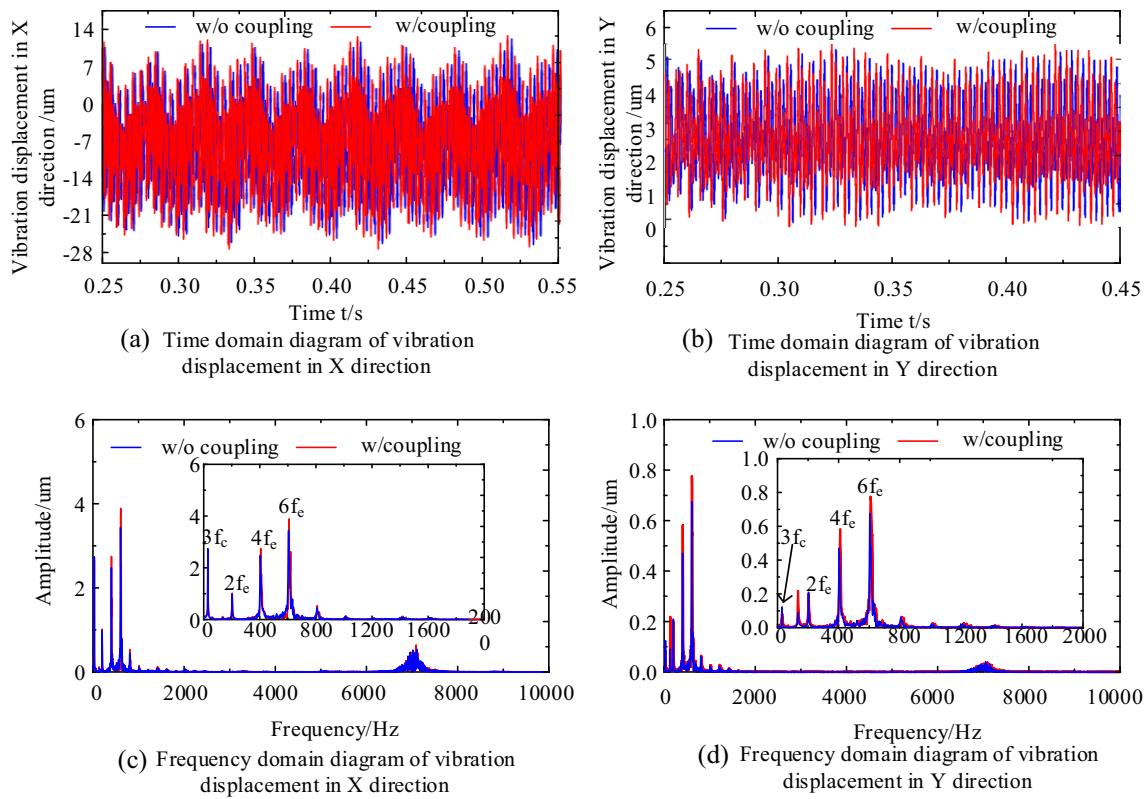 w/o coupling w/coupling
14
7
0
-7
-14
-21
-28
Vibration displacement in X
direction /um
0.25 0.30 0.35 0.40 0.45 0.50 0.55
Time t/s
(a) Time domain diagram of vibration
displacement in X direction
w/o coupling w/coupling
6
5
4
3
2
1
0
Vibration displacement in Y
direction /um
0.25 0.30 0.35 0.40 0.45
Time t/s
(b) Time domain diagram of vibration
displacement in Y direction
6
4
2
0
Amplitude/um
w/o coupling w/coupling
6
4
2
0
3fc
2fe
4fe
6fe
0 400 800 1200 1600 200
0
0 2000 4000 6000 8000 10000
Frequency/Hz
(c) Frequency domain diagram of vibration
displacement in X direction
1.0
0.8
0.6
0.4
0.2
0.0
Amplitude/um
w/o coupling w/coupling
1.0
0.8
0.6
0.4
0.2
0.0
3fc
2fe
4fe
6fe
0 400 800 1200 1600 2000
0 2000 4000 6000 8000 10000
Frequency/Hz
(d) Frequency domain diagram of vibration
displacement in Y direction